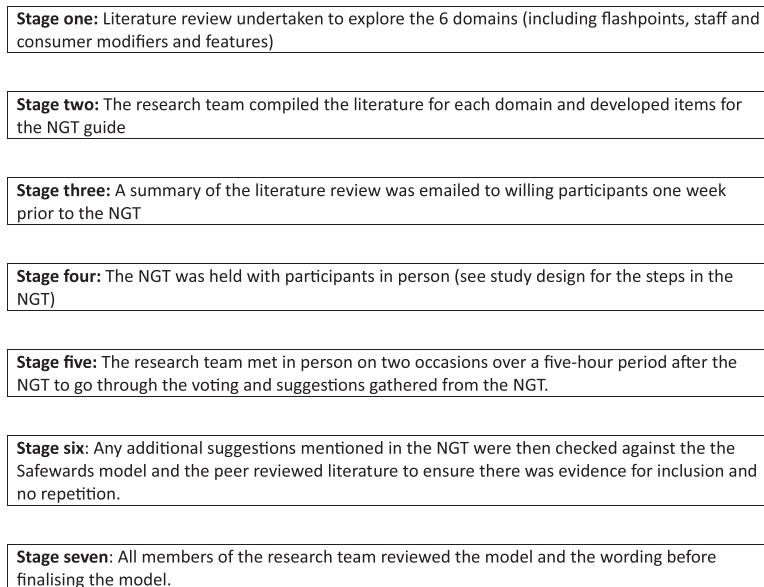 Stage one: Literature review undertaken to explore the 6 domains (including flashpoints, staff and
consumer modifiers and features)
Stage two: The research team compiled the literature for each domain and developed items for
the NGT guide
Stage three: A summary of the literature review was emailed to willing participants one week
prior to the NGT
Stage four: The NGT was held with participants in person (see study design for the steps in the
NGT)
Stage five: The research team met in person on two occasions over a five-hour period after the
NGT to go through the voting and suggestions gathered from the NGT.
Stage six: Any additional suggestions mentioned in the NGT were then checked against the the
Safewards model and the peer reviewed literature to ensure there was evidence for inclusion and
no repetition.
Stage seven: All members of the research team reviewed the model and the wording before
finalising the model.